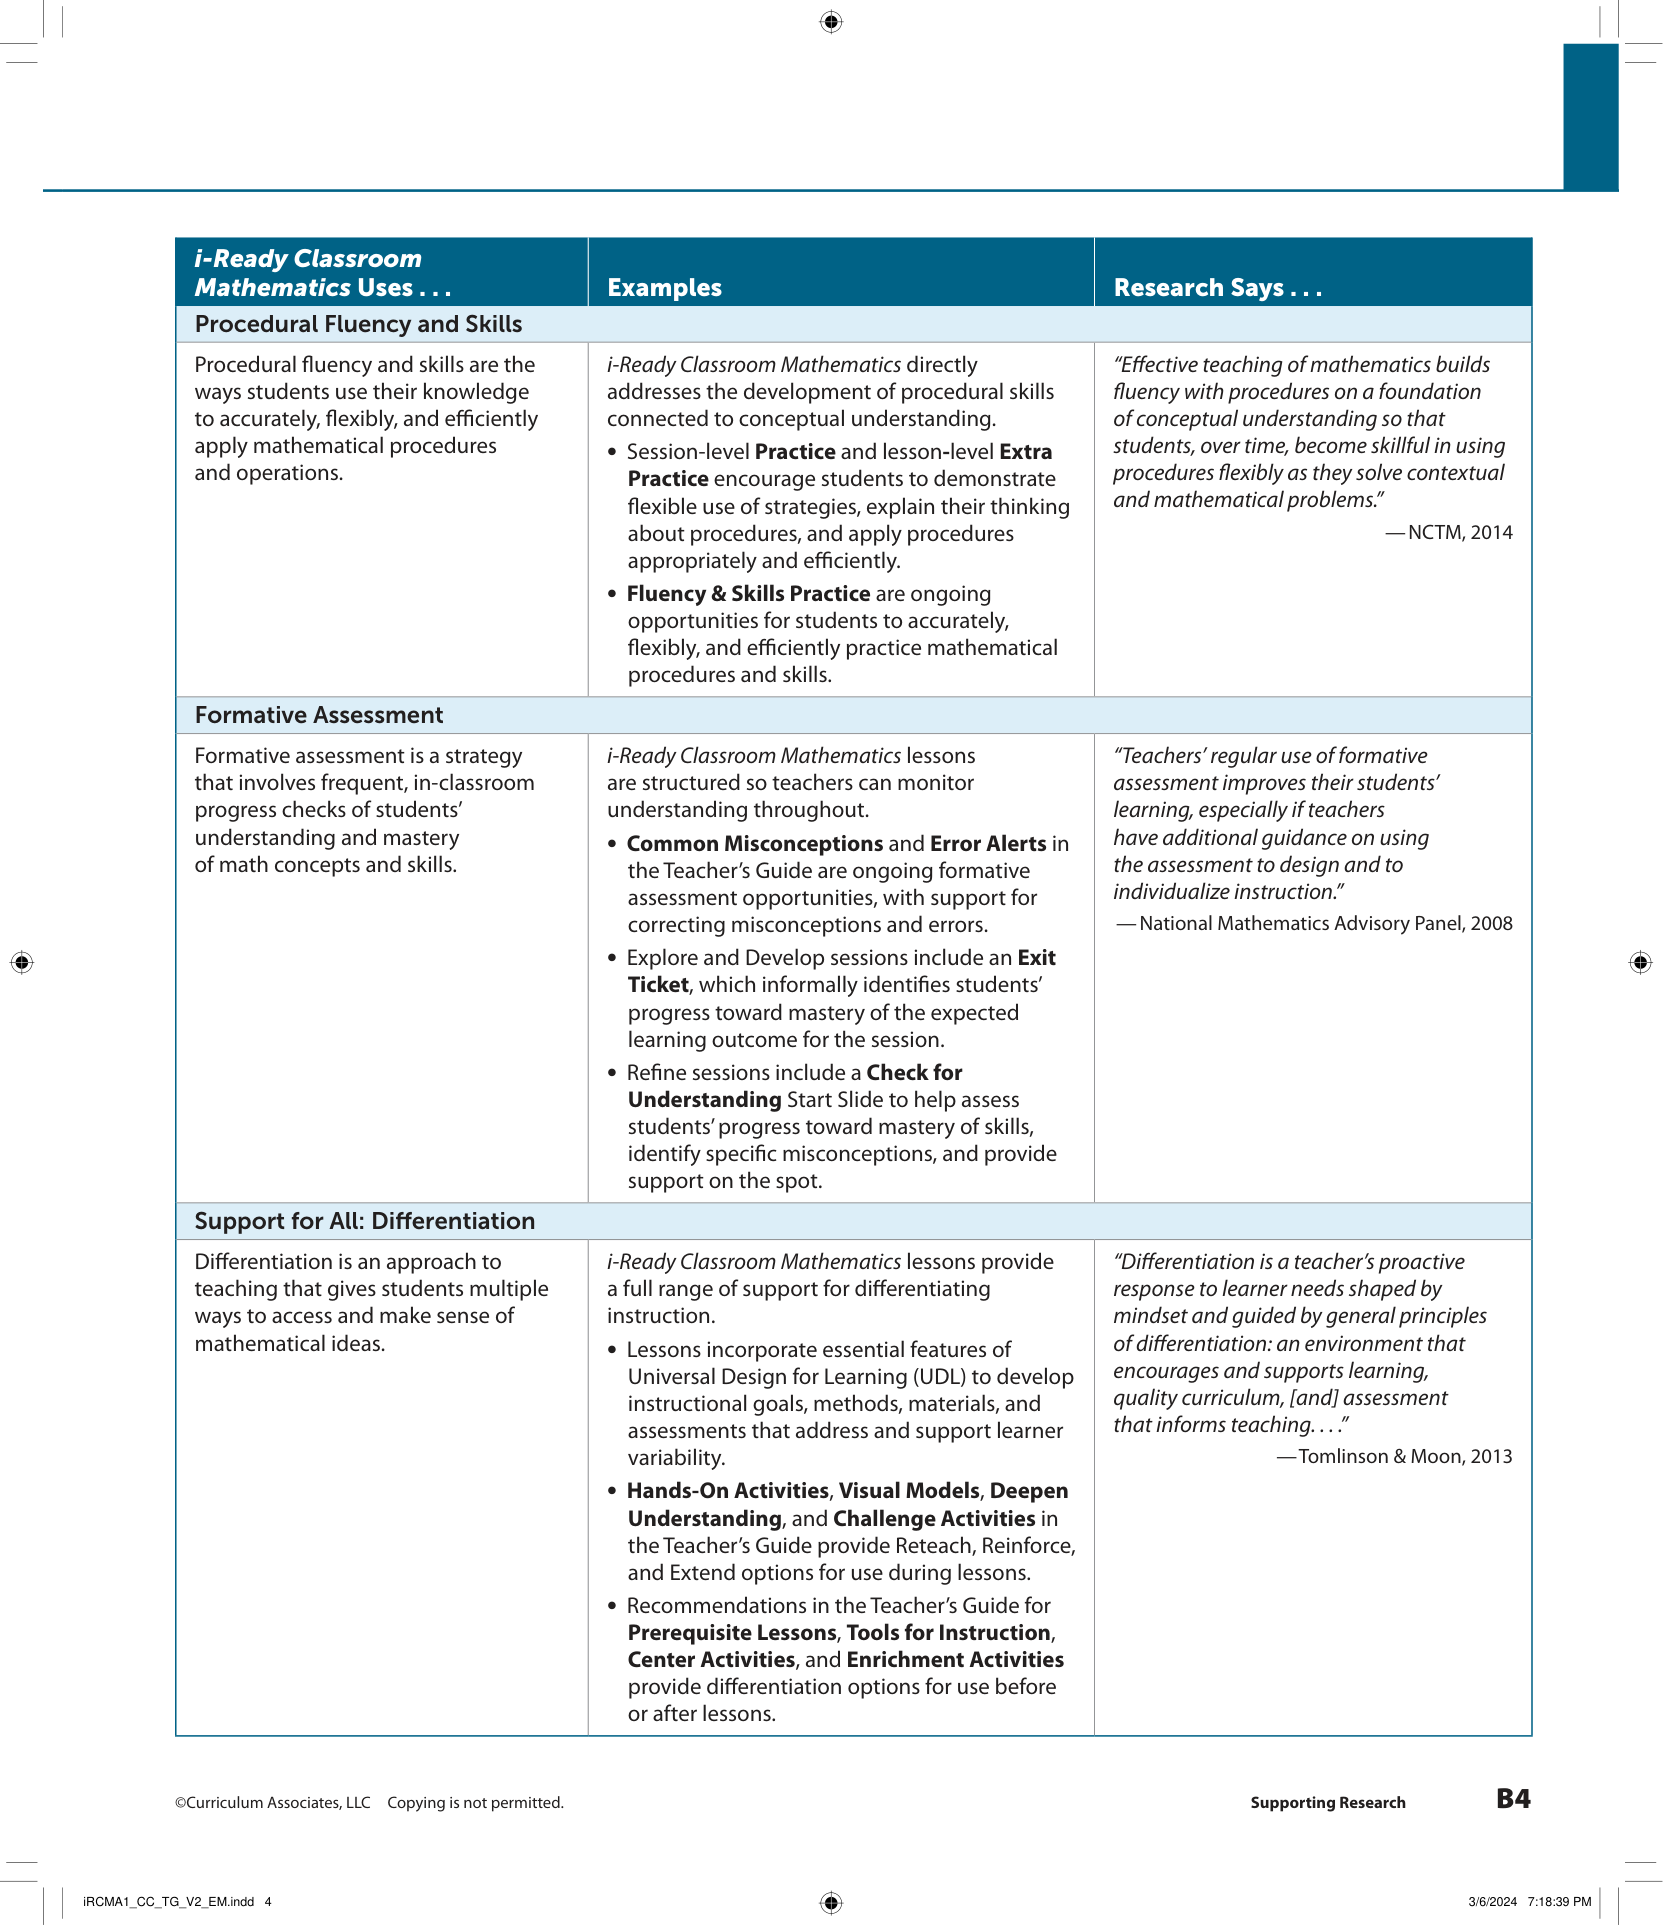 i-Ready Classroom
Mathematics Uses . . .
Examples
Research Says . . .
Procedural Fluency and Skills
Procedural fluency and skills are the
ways students use their knowledge
to accurately, flexibly, and efficiently
apply mathematical procedures
and operations.
i-Ready Classroom Mathematics directly
addresses the development of procedural skills
connected to conceptual understanding.
• Session-level Practice and lesson-level Extra
Practice encourage students to demonstrate
flexible use of strategies, explain their thinking
about procedures, and apply procedures
appropriately and efficiently.
• Fluency & Skills Practice are ongoing
opportunities for students to accurately,
flexibly, and efficiently practice mathematical
procedures and skills.
“Effective teaching of mathematics builds
fluency with procedures on a foundation
of conceptual understanding so that
students, over time, become skillful in using
procedures flexibly as they solve contextual
and mathematical problems.”
— NCTM, 2014
Formative Assessment
Formative assessment is a strategy
that involves frequent, in-classroom
progress checks of students’
understanding and mastery
of math concepts and skills.
i-Ready Classroom Mathematics lessons
are structured so teachers can monitor
understanding throughout.
• Common Misconceptions and Error Alerts in
the Teacher’s Guide are ongoing formative
assessment opportunities, with support for
correcting misconceptions and errors.
• Explore and Develop sessions include an Exit
Ticket, which informally identifies students’
progress toward mastery of the expected
learning outcome for the session.
• Refine sessions include a Check for
Understanding Start Slide to help assess
students’ progress toward mastery of skills,
identify specific misconceptions, and provide
support on the spot.
“Teachers’ regular use of formative
assessment improves their students’
learning, especially if teachers
have additional guidance on using
the assessment to design and to
individualize instruction.”
— National Mathematics Advisory Panel, 2008
Support for All: Differentiation
Differentiation is an approach to
teaching that gives students multiple
ways to access and make sense of
mathematical ideas.
i-Ready Classroom Mathematics lessons provide
a full range of support for differentiating
instruction.
• Lessons incorporate essential features of
Universal Design for Learning (UDL) to develop
instructional goals, methods, materials, and
assessments that address and support learner
variability.
• Hands-On Activities, Visual Models, Deepen
Understanding, and Challenge Activities in
the Teacher’s Guide provide Reteach, Reinforce,
and Extend options for use during lessons.
• Recommendations in the Teacher’s Guide for
Prerequisite Lessons, Tools for Instruction,
Center Activities, and Enrichment Activities
provide differentiation options for use before
or after lessons.
“Differentiation is a teacher’s proactive
response to learner needs shaped by
mindset and guided by general principles
of differentiation: an environment that
encourages and supports learning,
quality curriculum, [and] assessment
that informs teaching. . . .”
— Tomlinson & Moon, 2013
©Curriculum Associates, LLC Copying is not permitted.
Supporting Research B4
iRCMA1_CC_TG_V2_EM.indd 4
3/6/2024 7:18:39 PM